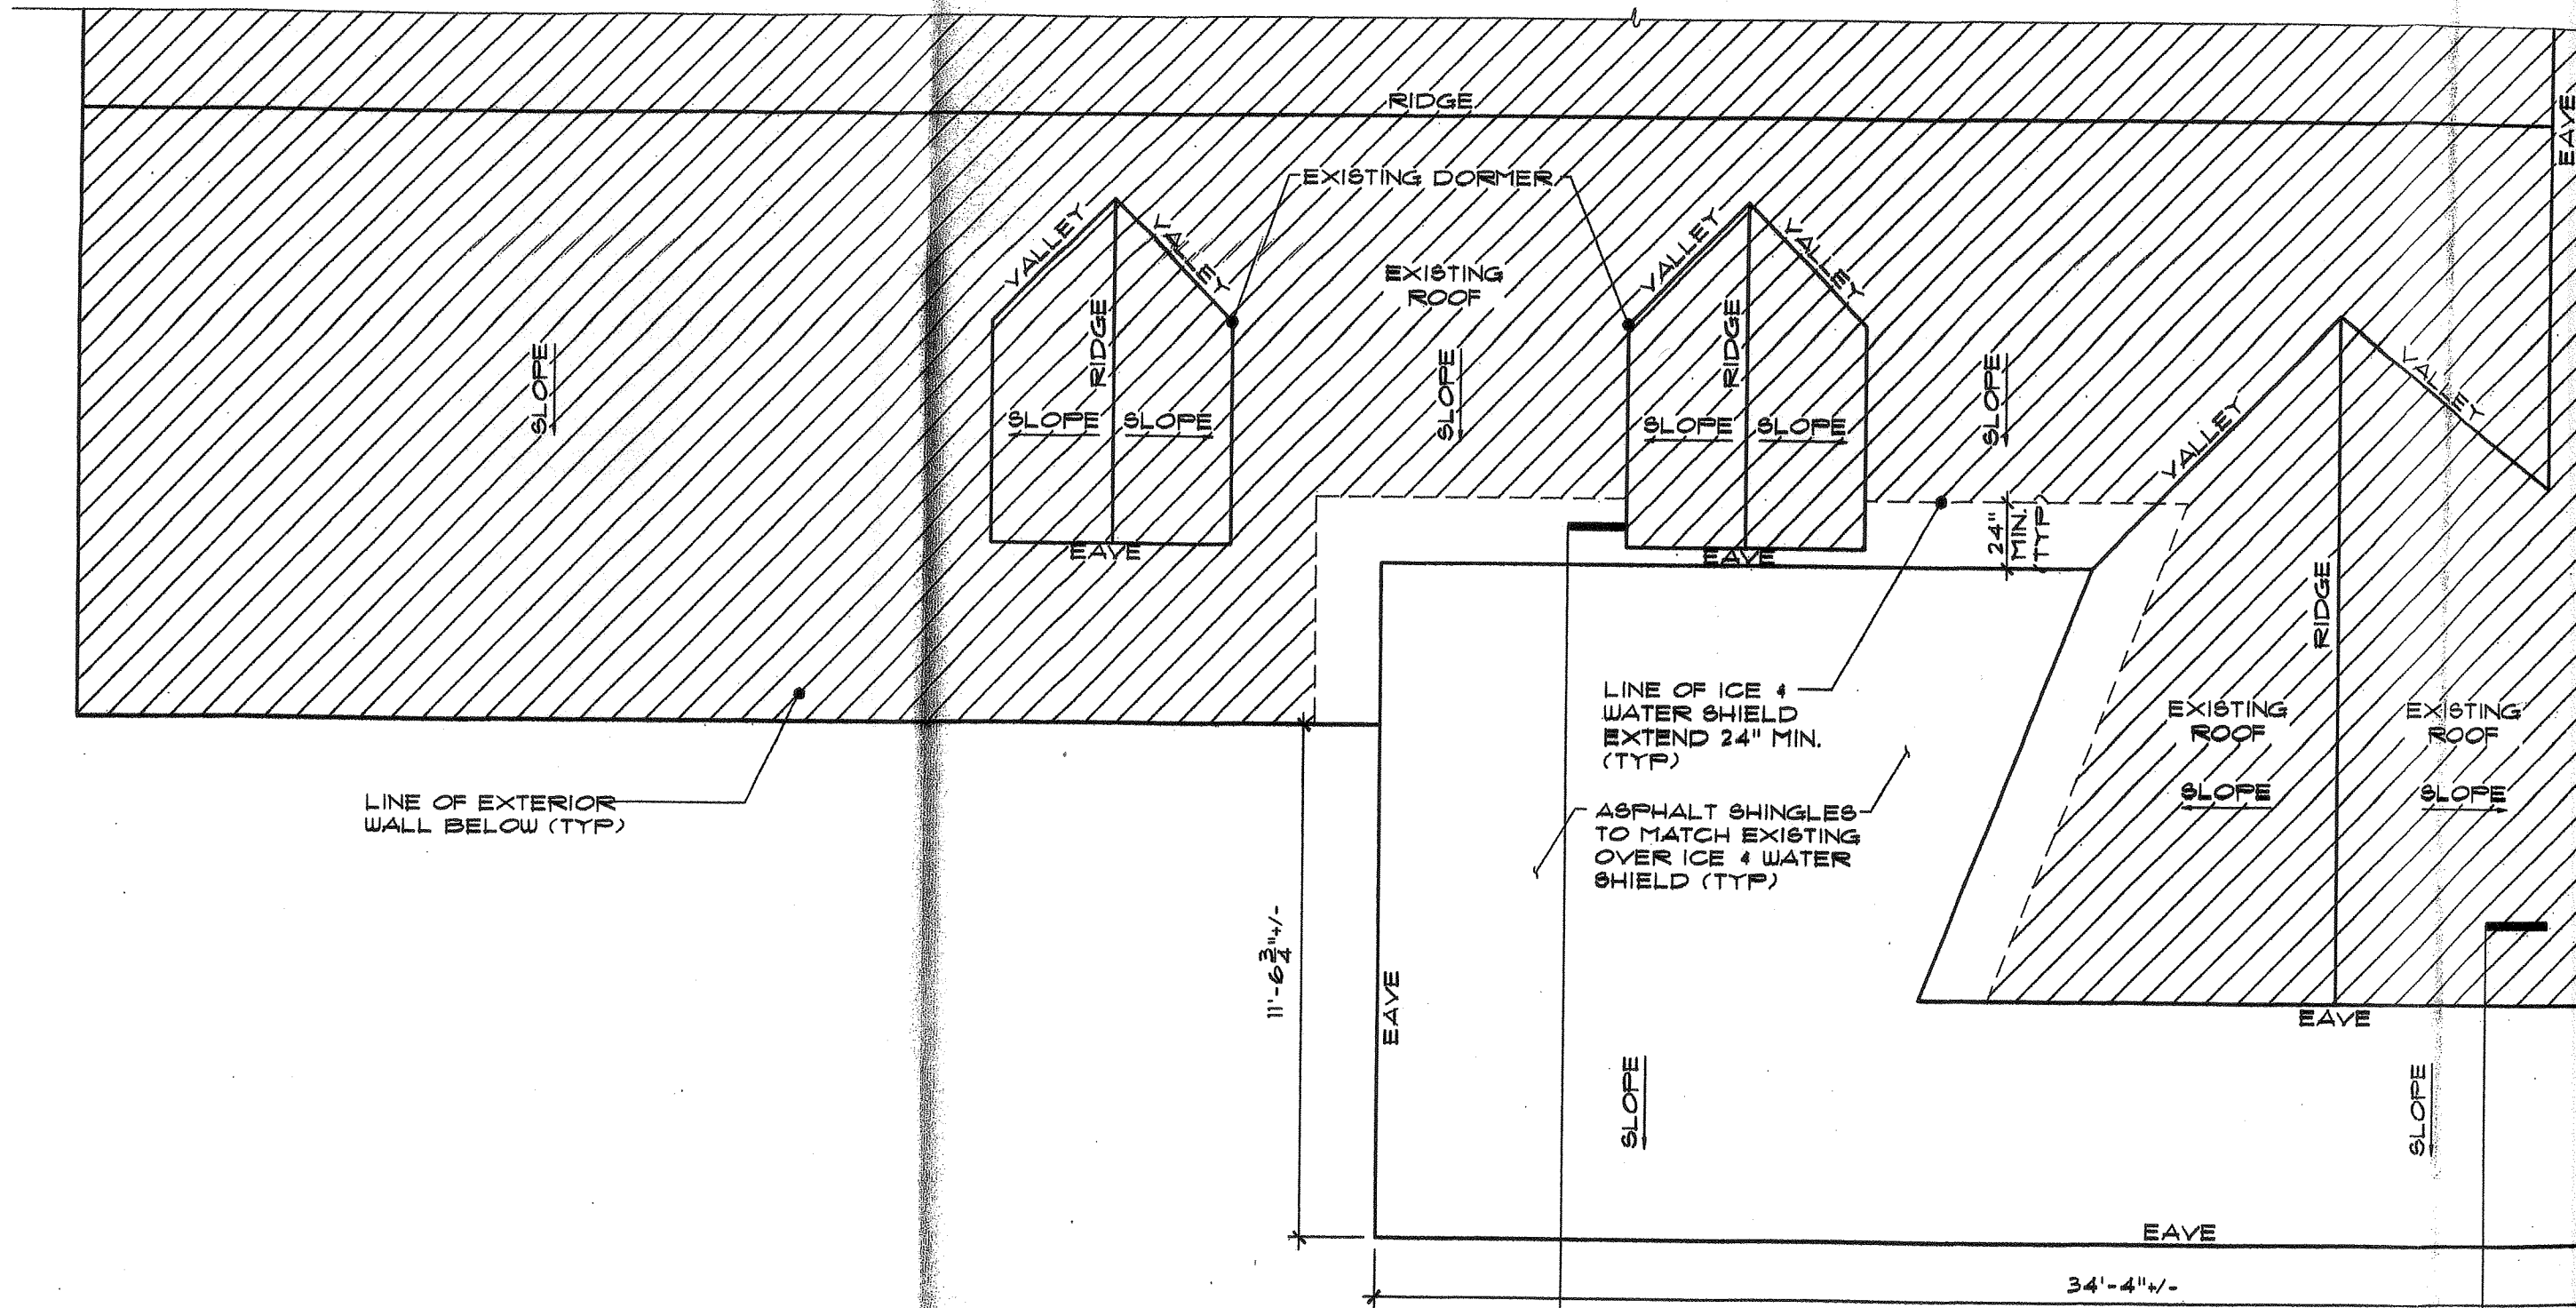 RIDGE
EAVE
EXISTING DORMER
VALLEY
VALLEY
RIDGE
SLOPE
SLOPE
EAVE
EXISTING
ROOF
VALLEY
VALLEY
RIDGE
SLOPE
SLOPE
EAVE
SLOPE
SLOPE
SLOPE
24"
MIN.
(TYP)
VALLEY
VALLEY
RIDGE
LINE OF ICE &
WATER SHIELD
EXTEND 24" MIN.
(TYP)
EXISTING
ROOF
SLOPE
EXISTING
ROOF
SLOPE
LINE OF EXTERIOR
WALL BELOW (TYP)
ASPHALT SHINGLES
TO MATCH EXISTING
OVER ICE & WATER
SHIELD (TYP)
11'-6 3/4"+/-
EAVE
EAVE
SLOPE
SLOPE
EAVE
34'-4"+/-